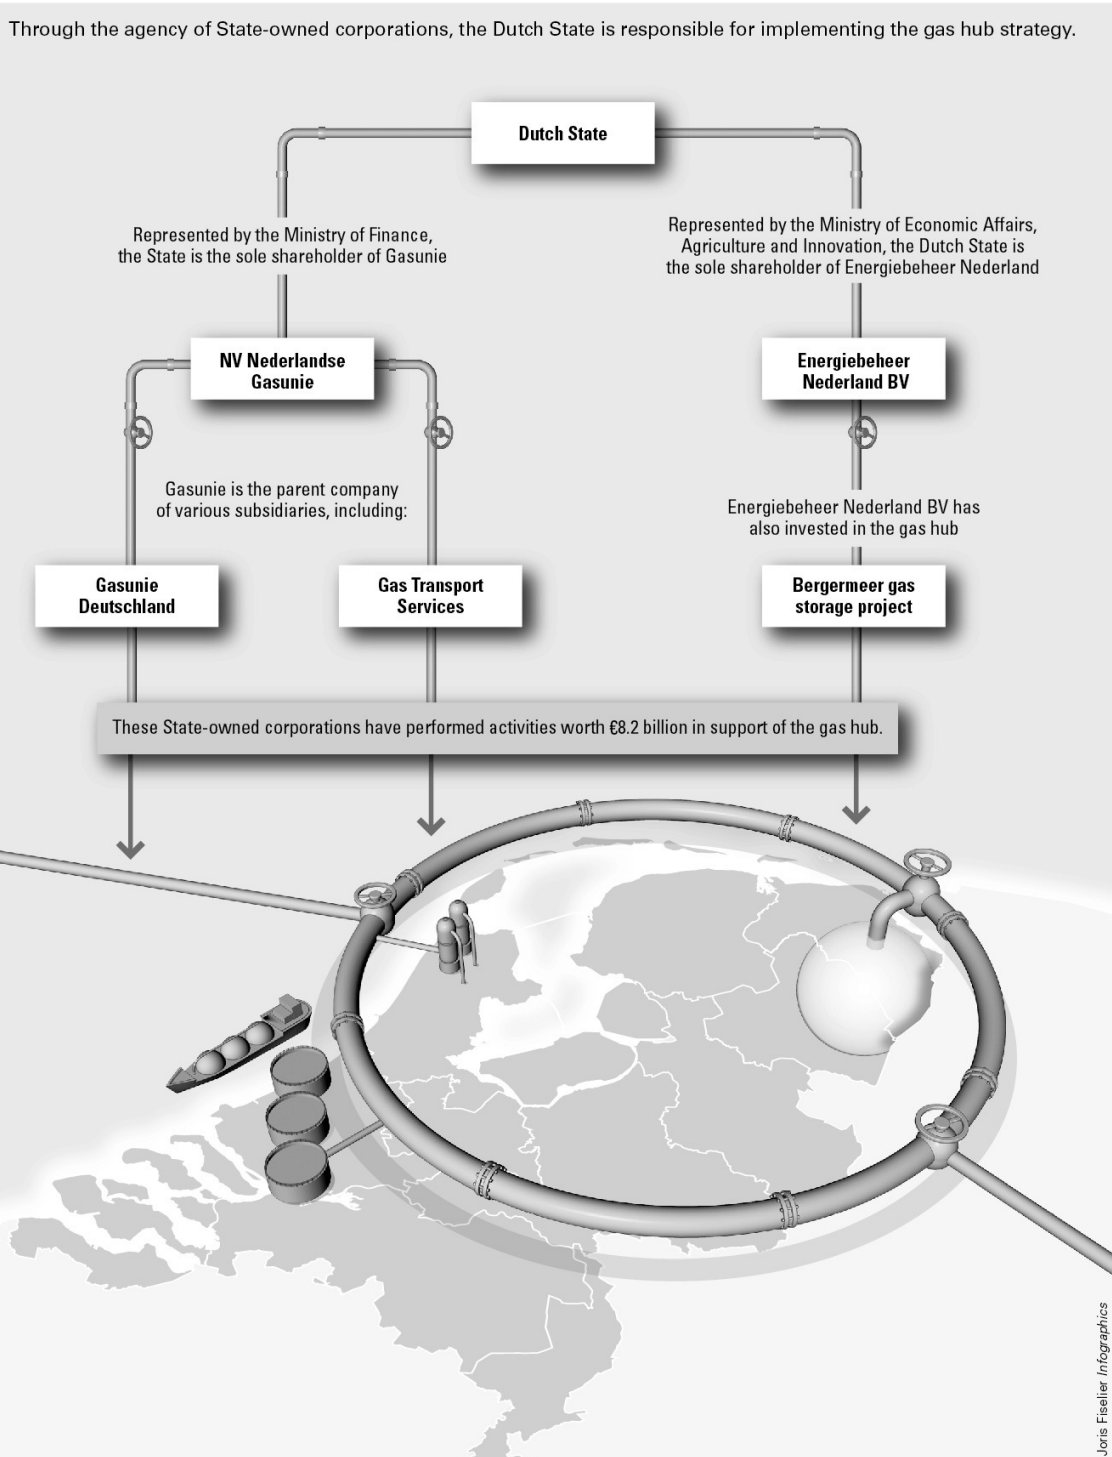 Through the agency of State-owned corporations, the Dutch State is responsible for implementing the gas hub strategy.
Dutch State
Represented by the Ministry of Finance,
the State is the sole shareholder of Gasunie
Represented by the Ministry of Economic Affairs,
Agriculture and Innovation, the Dutch State is
the sole shareholder of Energiebeheer Nederland
NV Nederlandse
Gasunie
Energiebeheer
Nederland BV
Gasunie is the parent company
of various subsidiaries, including:
Energiebeheer Nederland BV has
also invested in the gas hub
Gasunie
Deutschland
Gas Transport
Services
Bergermeer gas
storage project
These State-owned corporations have performed activities worth €8.2 billion in support of the gas hub.
Joris Fiselier Infographics